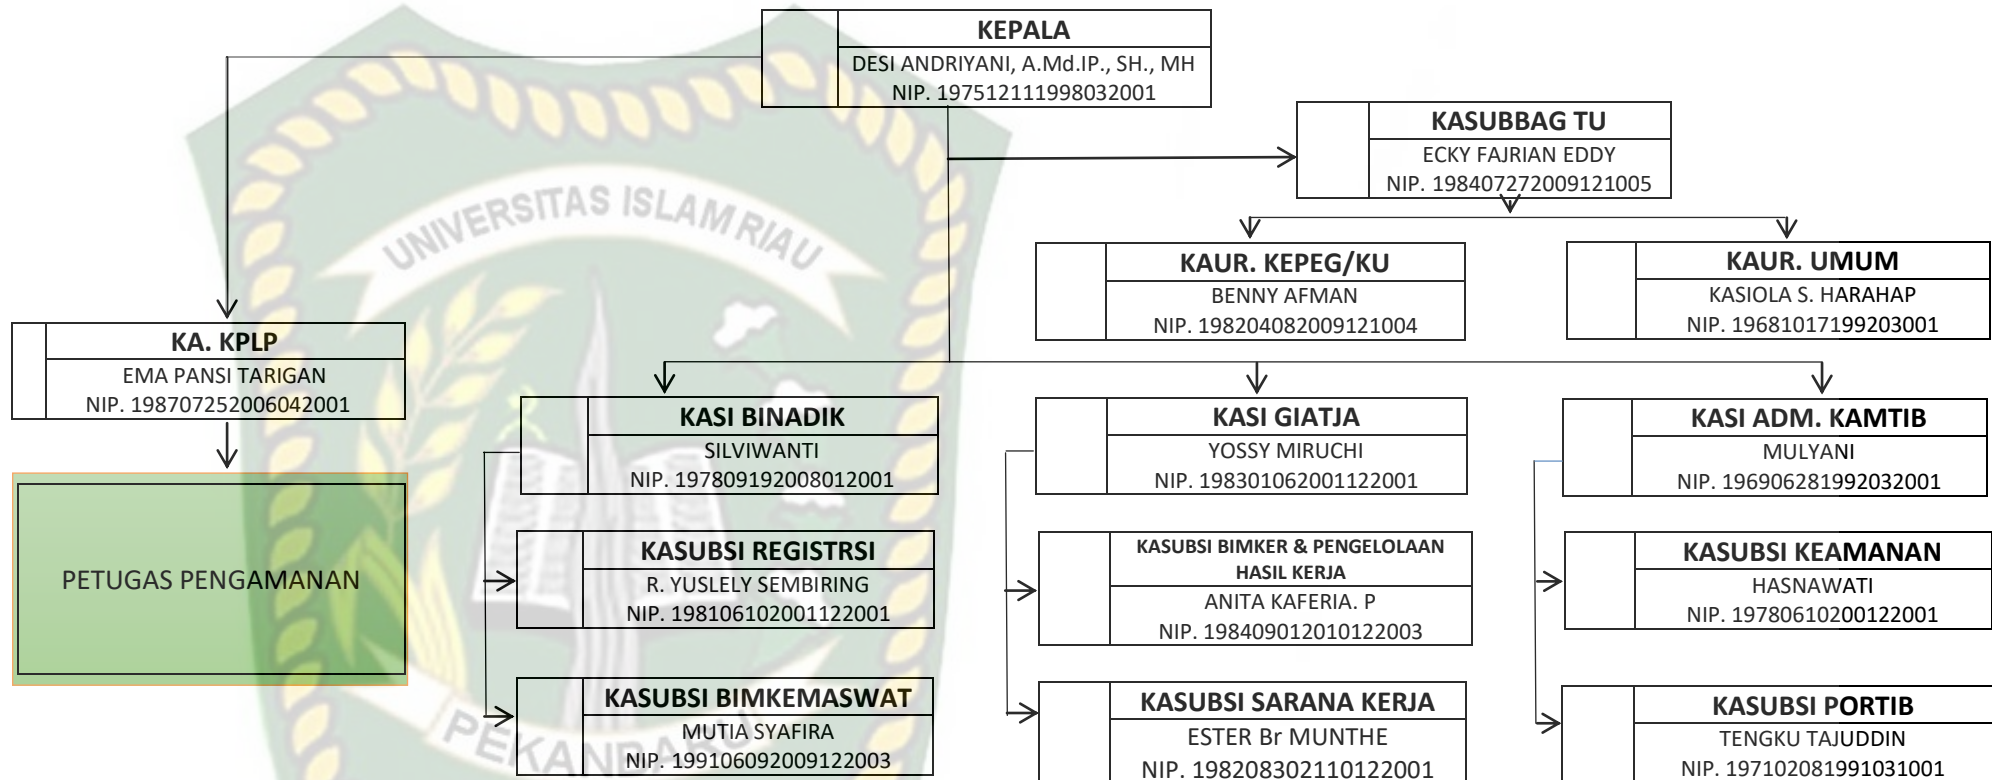 KEPALA
DESI ANDRIYANI, A.Md.IP., SH., MH
NIP. 197512111998032001
KASUBBAG TU
ECKY FAJRIAN EDDY
NIP. 198407272009121005
KAUR. KEPEG/KU
BENNY AFMAN
NIP. 198204082009121004
KAUR. UMUM
KASIOLA S. HARAHAP
NIP. 19681017199203001
KA. KPLP
EMA PANSI TARIGAN
NIP. 198707252006042001
PETUGAS PENGAMANAN
KASI BINADIK
SILVIWANTI
NIP. 197809192008012001
KASUBSI REGISTRSI
R. YUSLELY SEMBIRING
NIP. 198106102001122001
KASUBSI BIMKEMASWAT
MUTIA SYAFIRA
NIP. 199106092009122003
KASI GIATJA
YOSSY MIRUCHI
NIP. 198301062001122001
KASUBSI BIMKER & PENGELOLAAN
HASIL KERJA
ANITA KAFERIA. P
NIP. 198409012010122003
KASUBSI SARANA KERJA
ESTER Br MUNTHE
NIP. 198208302110122001
KASI ADM. KAMTIB
MULYANI
NIP. 196906281992032001
KASUBSI KEAMANAN
HASNAWATI
NIP. 19780610200122001
KASUBSI PORTIB
TENGKU TAJUDDIN
NIP. 197102081991031001
UNIVERSITAS ISLAM RIAU
PEKANBARU